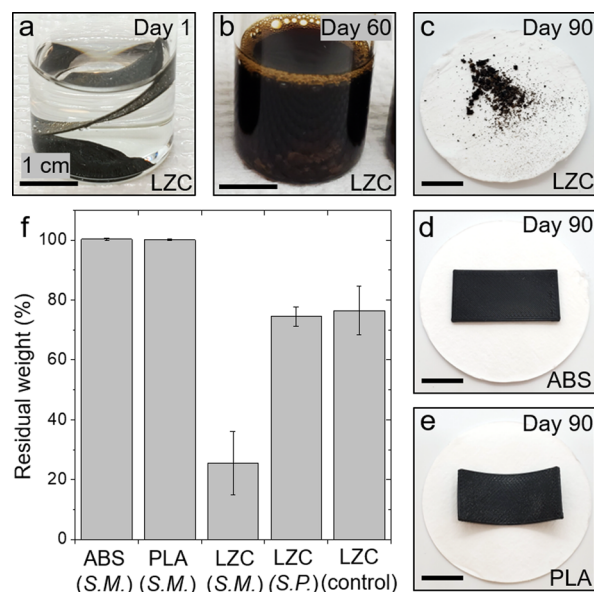 a
Day 1
1 cm
LZC
b
Day 60
LZC
c
Day 90
LZC
d
Day 90
ABS
e
Day 90
PLA
f
Residual weight (%)
100
80
60
40
20
0
ABS
(S.M.)
PLA
(S.M.)
LZC
(S.M.)
LZC
(S.P.)
LZC
(control)